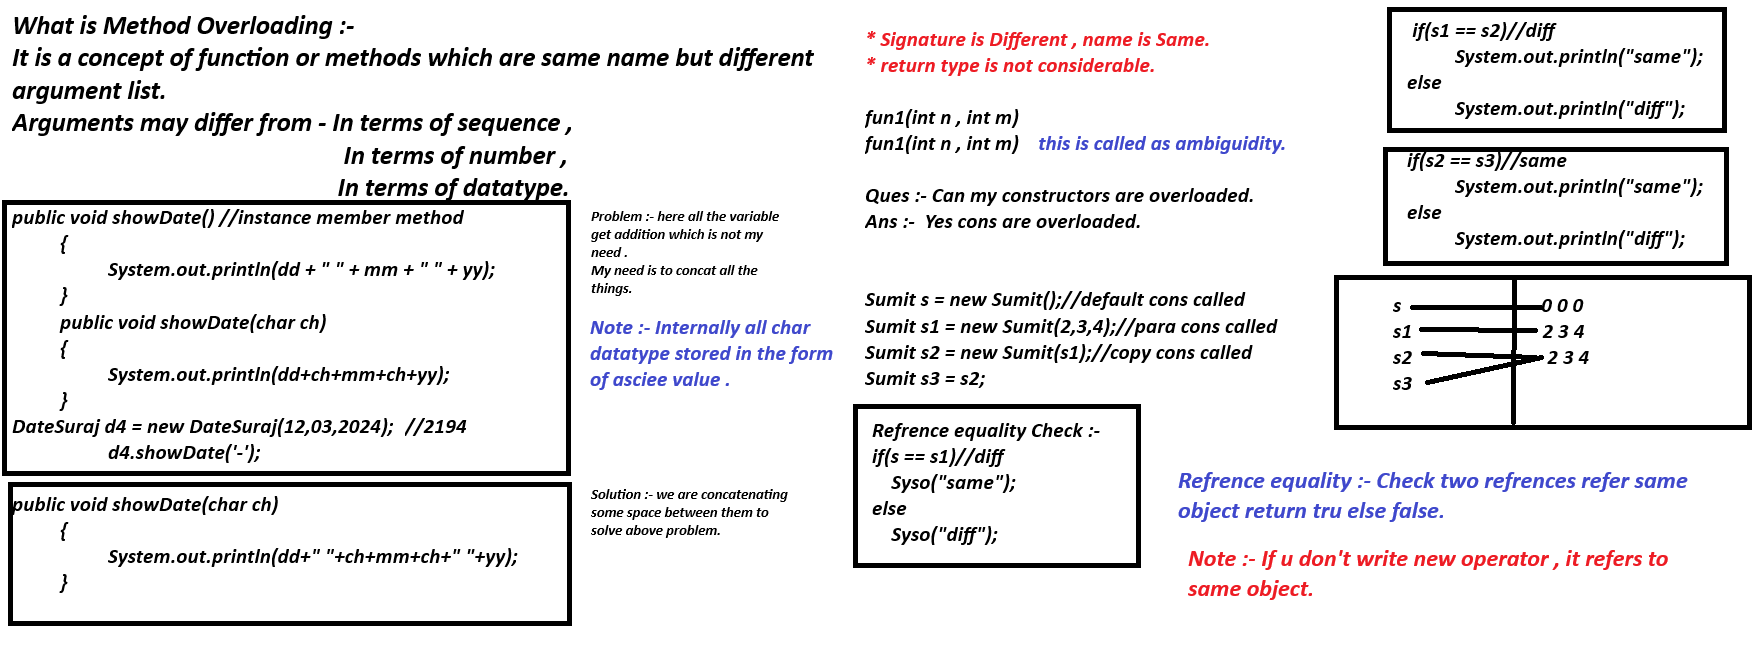 What is Method Overloading :-
It is a concept of function or methods which are same name but different
argument list.
Arguments may differ from - In terms of sequence ,
In terms of number ,
In terms of datatype.
public void showDate() //instance member method
{
System.out.println(dd + " " + mm + " " + yy);
}
public void showDate(char ch)
{
System.out.println(dd+ch+mm+ch+yy);
}
DateSuraj d4 = new DateSuraj(12,03,2024);  //2194
d4.showDate('-');
public void showDate(char ch)
{
System.out.println(dd+" "+ch+mm+ch+" "+yy);
}
Problem :- here all the variable
get addition which is not my
need .
My need is to concat all the
things.
Note :- Internally all char
datatype stored in the form
of asciee value .
Solution :- we are concatenating
some space between them to
solve above problem.
* Signature is Different , name is Same.
* return type is not considerable.
fun1(int n , int m)
fun1(int n , int m) this is called as ambiguidity.
Ques :- Can my constructors are overloaded.
Ans :-  Yes cons are overloaded.
Sumit s = new Sumit();//default cons called
Sumit s1 = new Sumit(2,3,4);//para cons called
Sumit s2 = new Sumit(s1);//copy cons called
Sumit s3 = s2;
Refrence equality Check :-
if(s == s1)//diff
Syso("same");
else
Syso("diff");
if(s1 == s2)//diff
System.out.println("same");
else
System.out.println("diff");
if(s2 == s3)//same
System.out.println("same");
else
System.out.println("diff");
s 0 0 0
s1 2 3 4
s2 2 3 4
s3
Refrence equality :- Check two refrences refer same
object return tru else false.
Note :- If u don't write new operator , it refers to
same object.